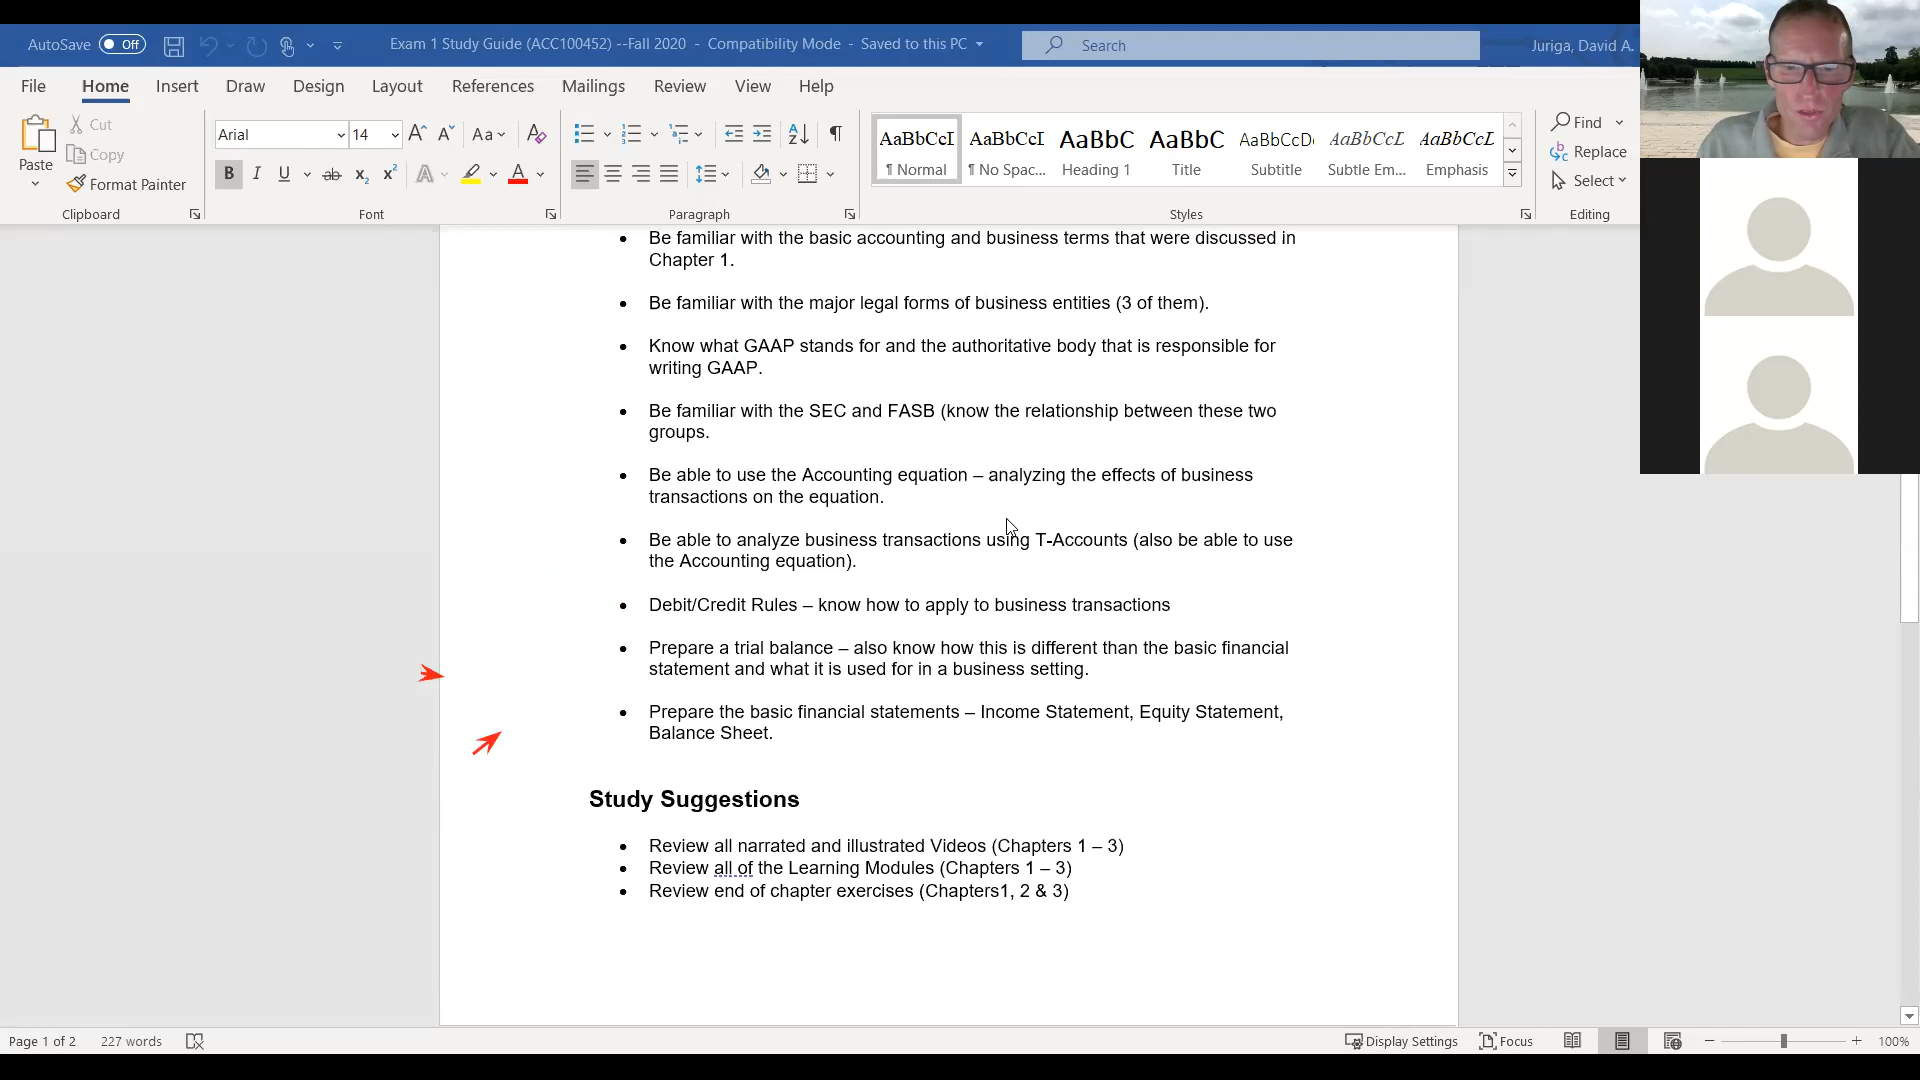 AutoSave Off Exam 1 Study Guide (ACC100452) --Fall 2020 - Compatibility Mode - Saved to this PC Search Juriga, David A.
File Home Insert Draw Design Layout References Mailings Review View Help
Paste Cut Copy Format Painter
Clipboard
Arial 14 Aa
B I U ab x2 x2 A A
Font
Paragraph
AaBbCcI AaBbCcI AaBbC AaBbC AaBbCcD AaBbCcI AaBbCcL
¶ Normal ¶ No Spac... Heading 1 Title Subtitle Subtle Em... Emphasis
Styles
Find
Replace
Select
Editing
• Be familiar with the basic accounting and business terms that were discussed in
Chapter 1.
• Be familiar with the major legal forms of business entities (3 of them).
• Know what GAAP stands for and the authoritative body that is responsible for
writing GAAP.
• Be familiar with the SEC and FASB (know the relationship between these two
groups.
• Be able to use the Accounting equation – analyzing the effects of business
transactions on the equation.
• Be able to analyze business transactions using T-Accounts (also be able to use
the Accounting equation).
• Debit/Credit Rules – know how to apply to business transactions
• Prepare a trial balance – also know how this is different than the basic financial
statement and what it is used for in a business setting.
• Prepare the basic financial statements – Income Statement, Equity Statement,
Balance Sheet.
Study Suggestions
• Review all narrated and illustrated Videos (Chapters 1 – 3)
• Review all of the Learning Modules (Chapters 1 – 3)
• Review end of chapter exercises (Chapters1, 2 & 3)
Page 1 of 2 227 words Display Settings Focus 100%